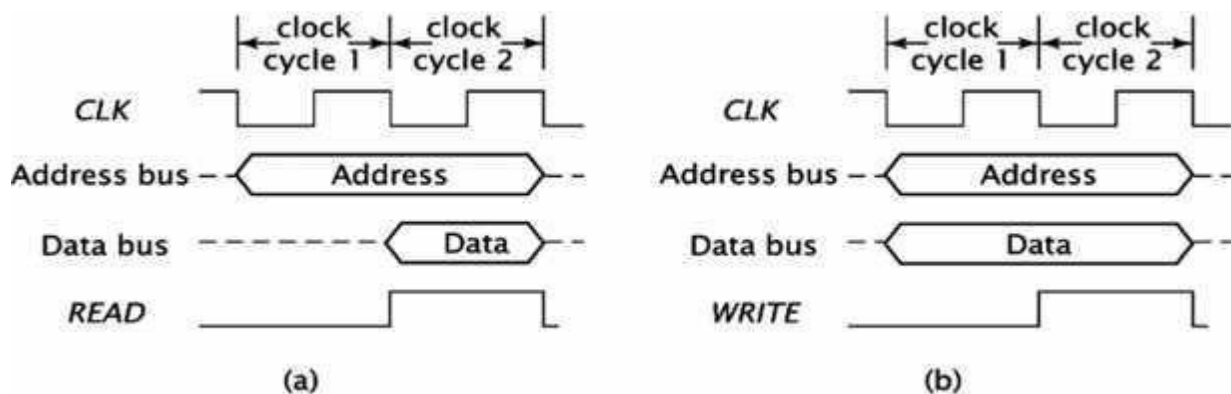 clock clock
cycle 1 cycle 2
CLK
Address bus Address
Data bus Data
READ
(a)
clock clock
cycle 1 cycle 2
CLK
Address bus Address
Data bus Data
WRITE
(b)